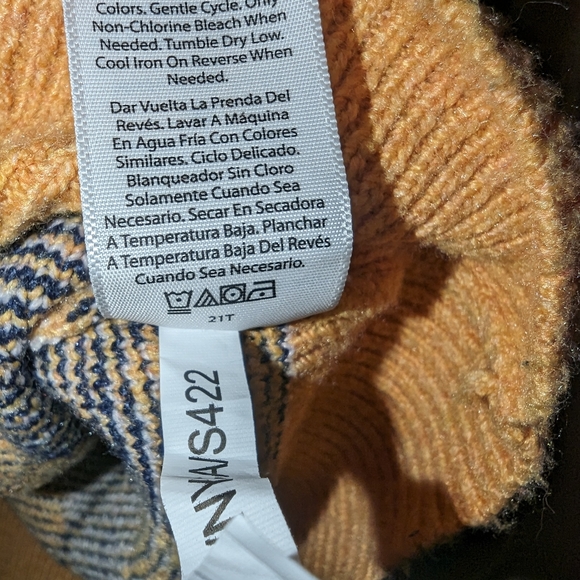 Colors. Gentle Cycle. Only
Non-Chlorine Bleach When
Needed. Tumble Dry Low.
Cool Iron On Reverse When
Needed.
Dar Vuelta La Prenda Del
Revés. Lavar A Máquina
En Agua Fría Con Colores
Similares. Ciclo Delicado.
Blanqueador Sin Cloro
Solamente Cuando Sea
Necesario. Secar En Secadora
A Temperatura Baja. Planchar
A Temperatura Baja Del Revés
Cuando Sea Necesario.
21T